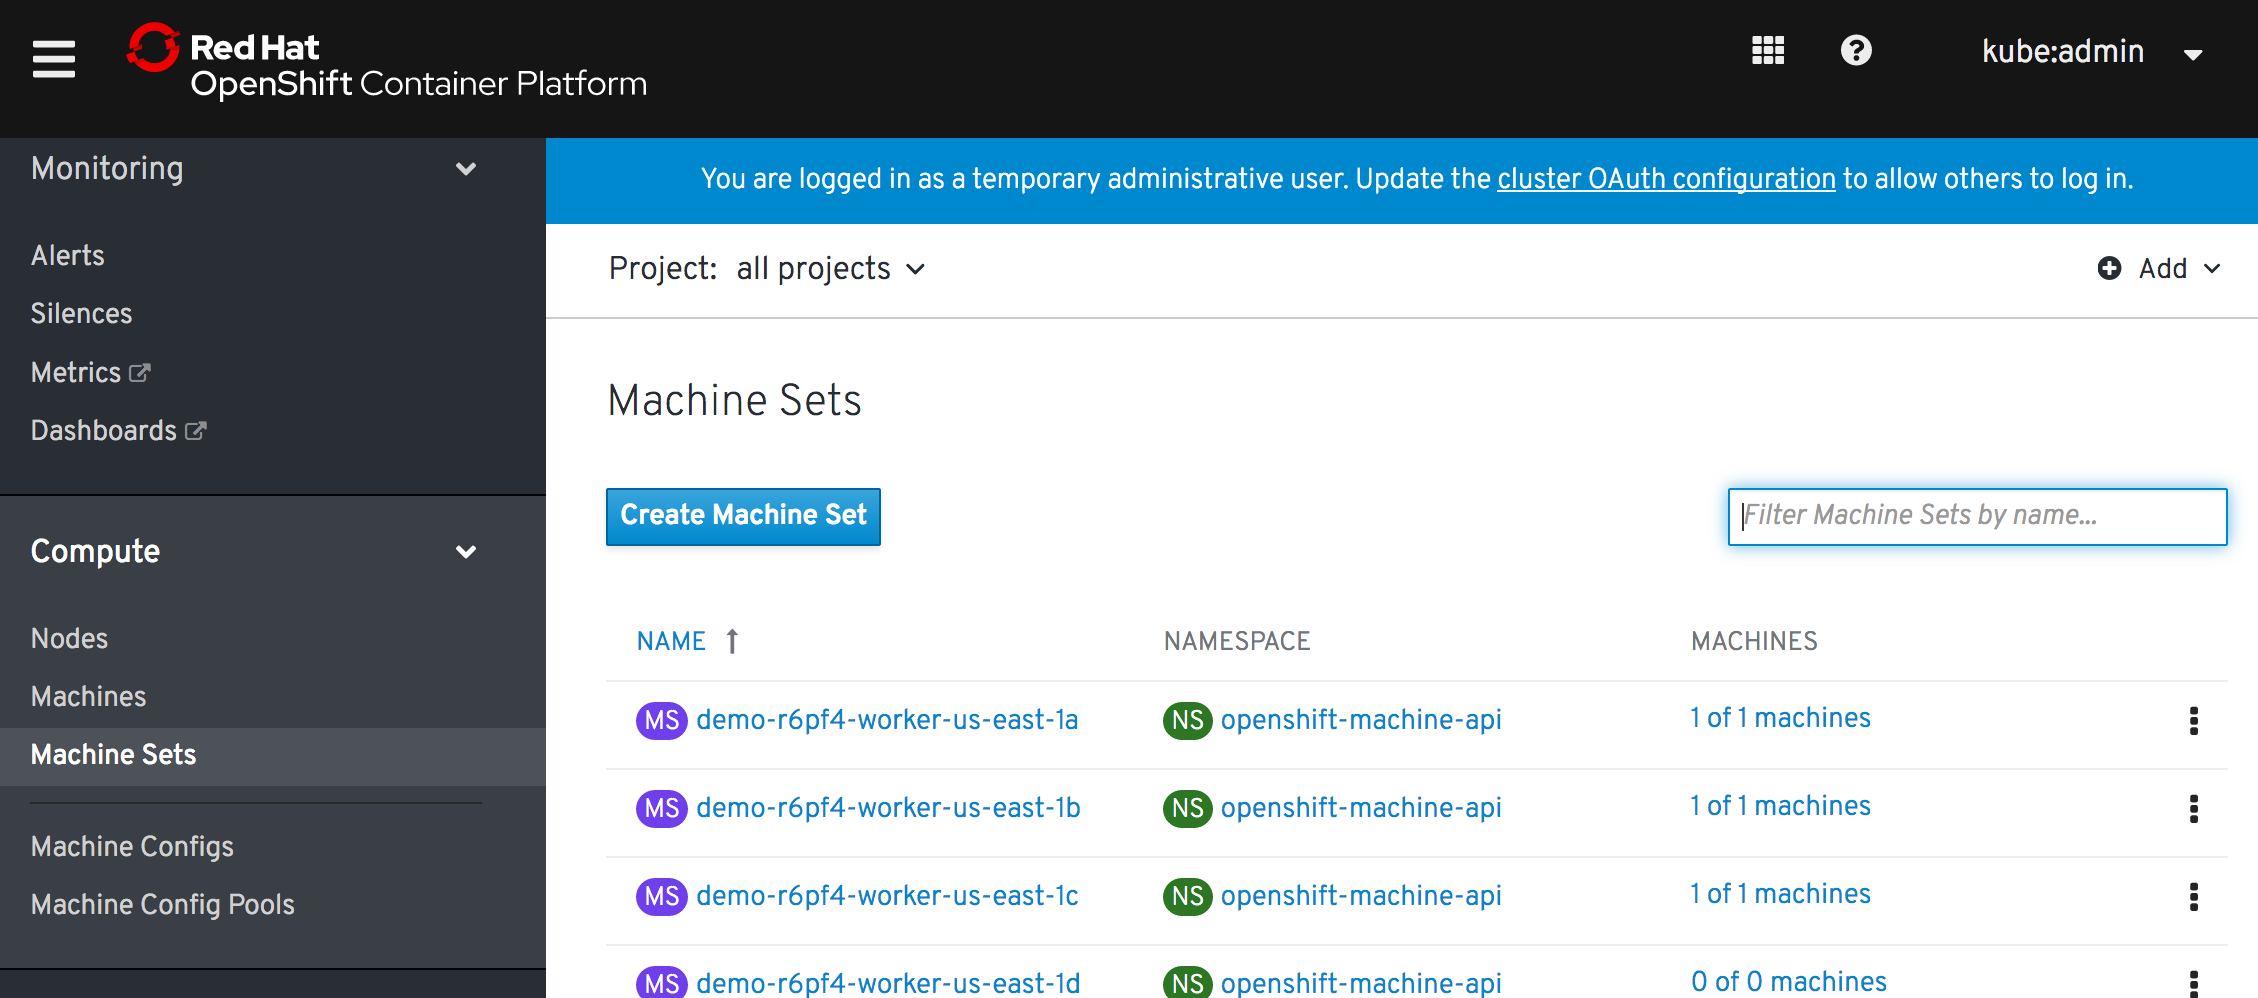 Red Hat
OpenShift Container Platform
kube:admin
Monitoring
Alerts
Silences
Metrics
Dashboards
Compute
Nodes
Machines
Machine Sets
Machine Configs
Machine Config Pools
You are logged in as a temporary administrative user. Update the cluster OAuth configuration to allow others to log in.
Project: all projects
Add
Machine Sets
Create Machine Set
Filter Machine Sets by name...
NAME NAMESPACE MACHINES
MS demo-r6pf4-worker-us-east-1a NS openshift-machine-api 1 of 1 machines
MS demo-r6pf4-worker-us-east-1b NS openshift-machine-api 1 of 1 machines
MS demo-r6pf4-worker-us-east-1c NS openshift-machine-api 1 of 1 machines
MS demo-r6pf4-worker-us-east-1d NS openshift-machine-api 0 of 0 machines